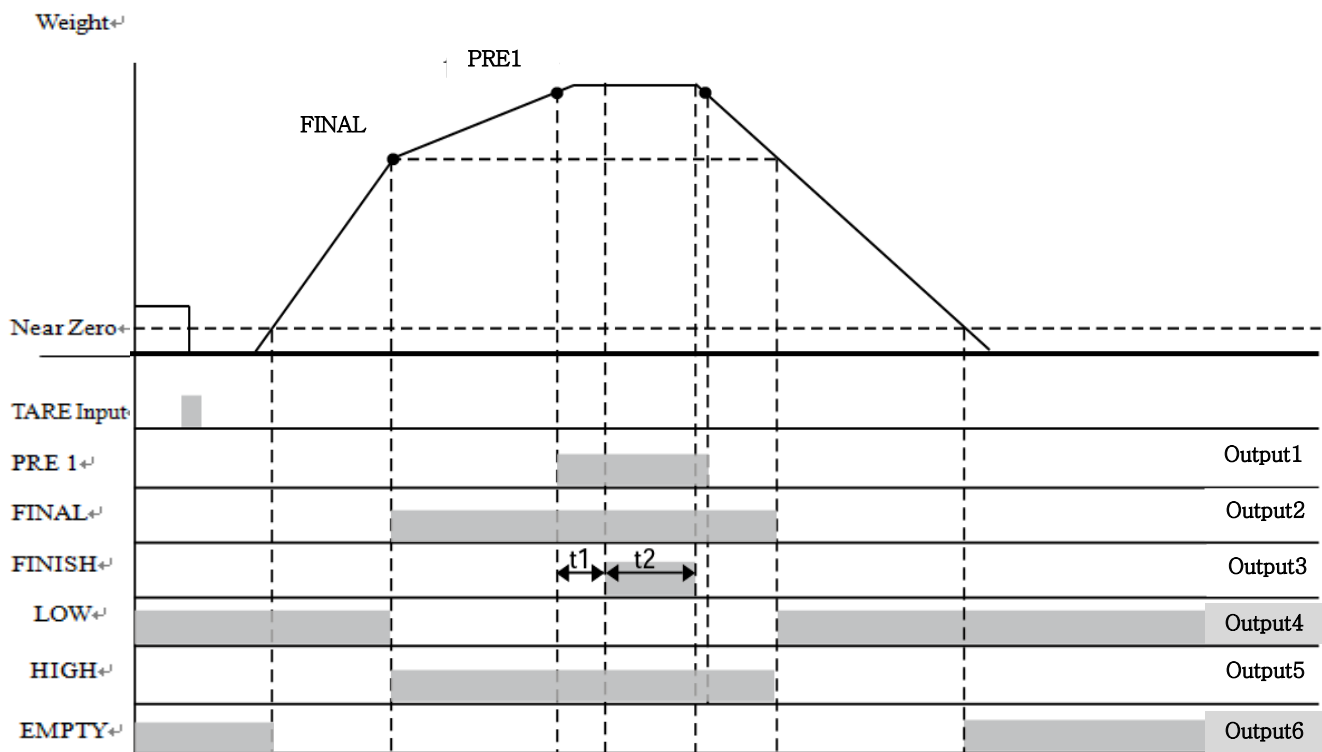 Weight↵
PRE1
FINAL
Near Zero↵
TARE Input
PRE 1↵
Output1
FINAL↵
Output2
FINISH↵
t1
t2
Output3
LOW↵
Output4
HIGH↵
Output5
EMPTY↵
Output6